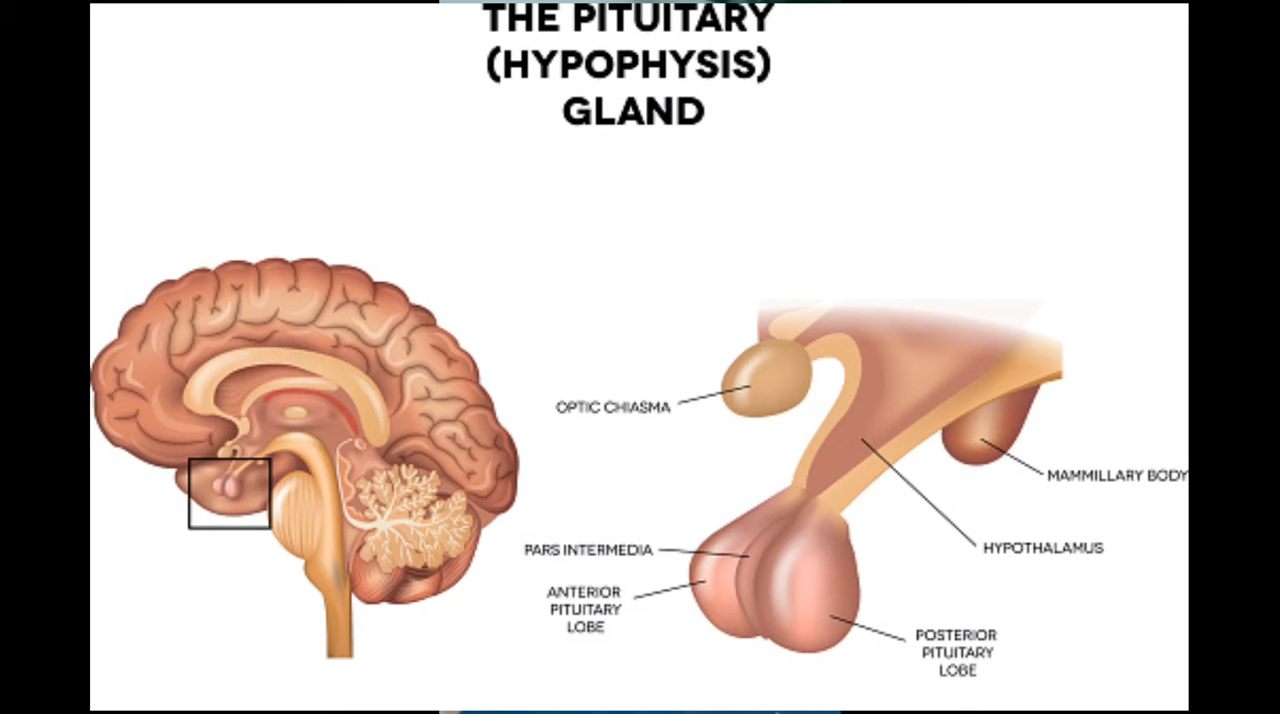 THE PITUITARY
(HYPOPHYSIS)
GLAND
OPTIC CHIASMA
MAMMILLARY BODY
HYPOTHALAMUS
PARS INTERMEDIA
ANTERIOR
PITUITARY
LOBE
POSTERIOR
PITUITARY
LOBE